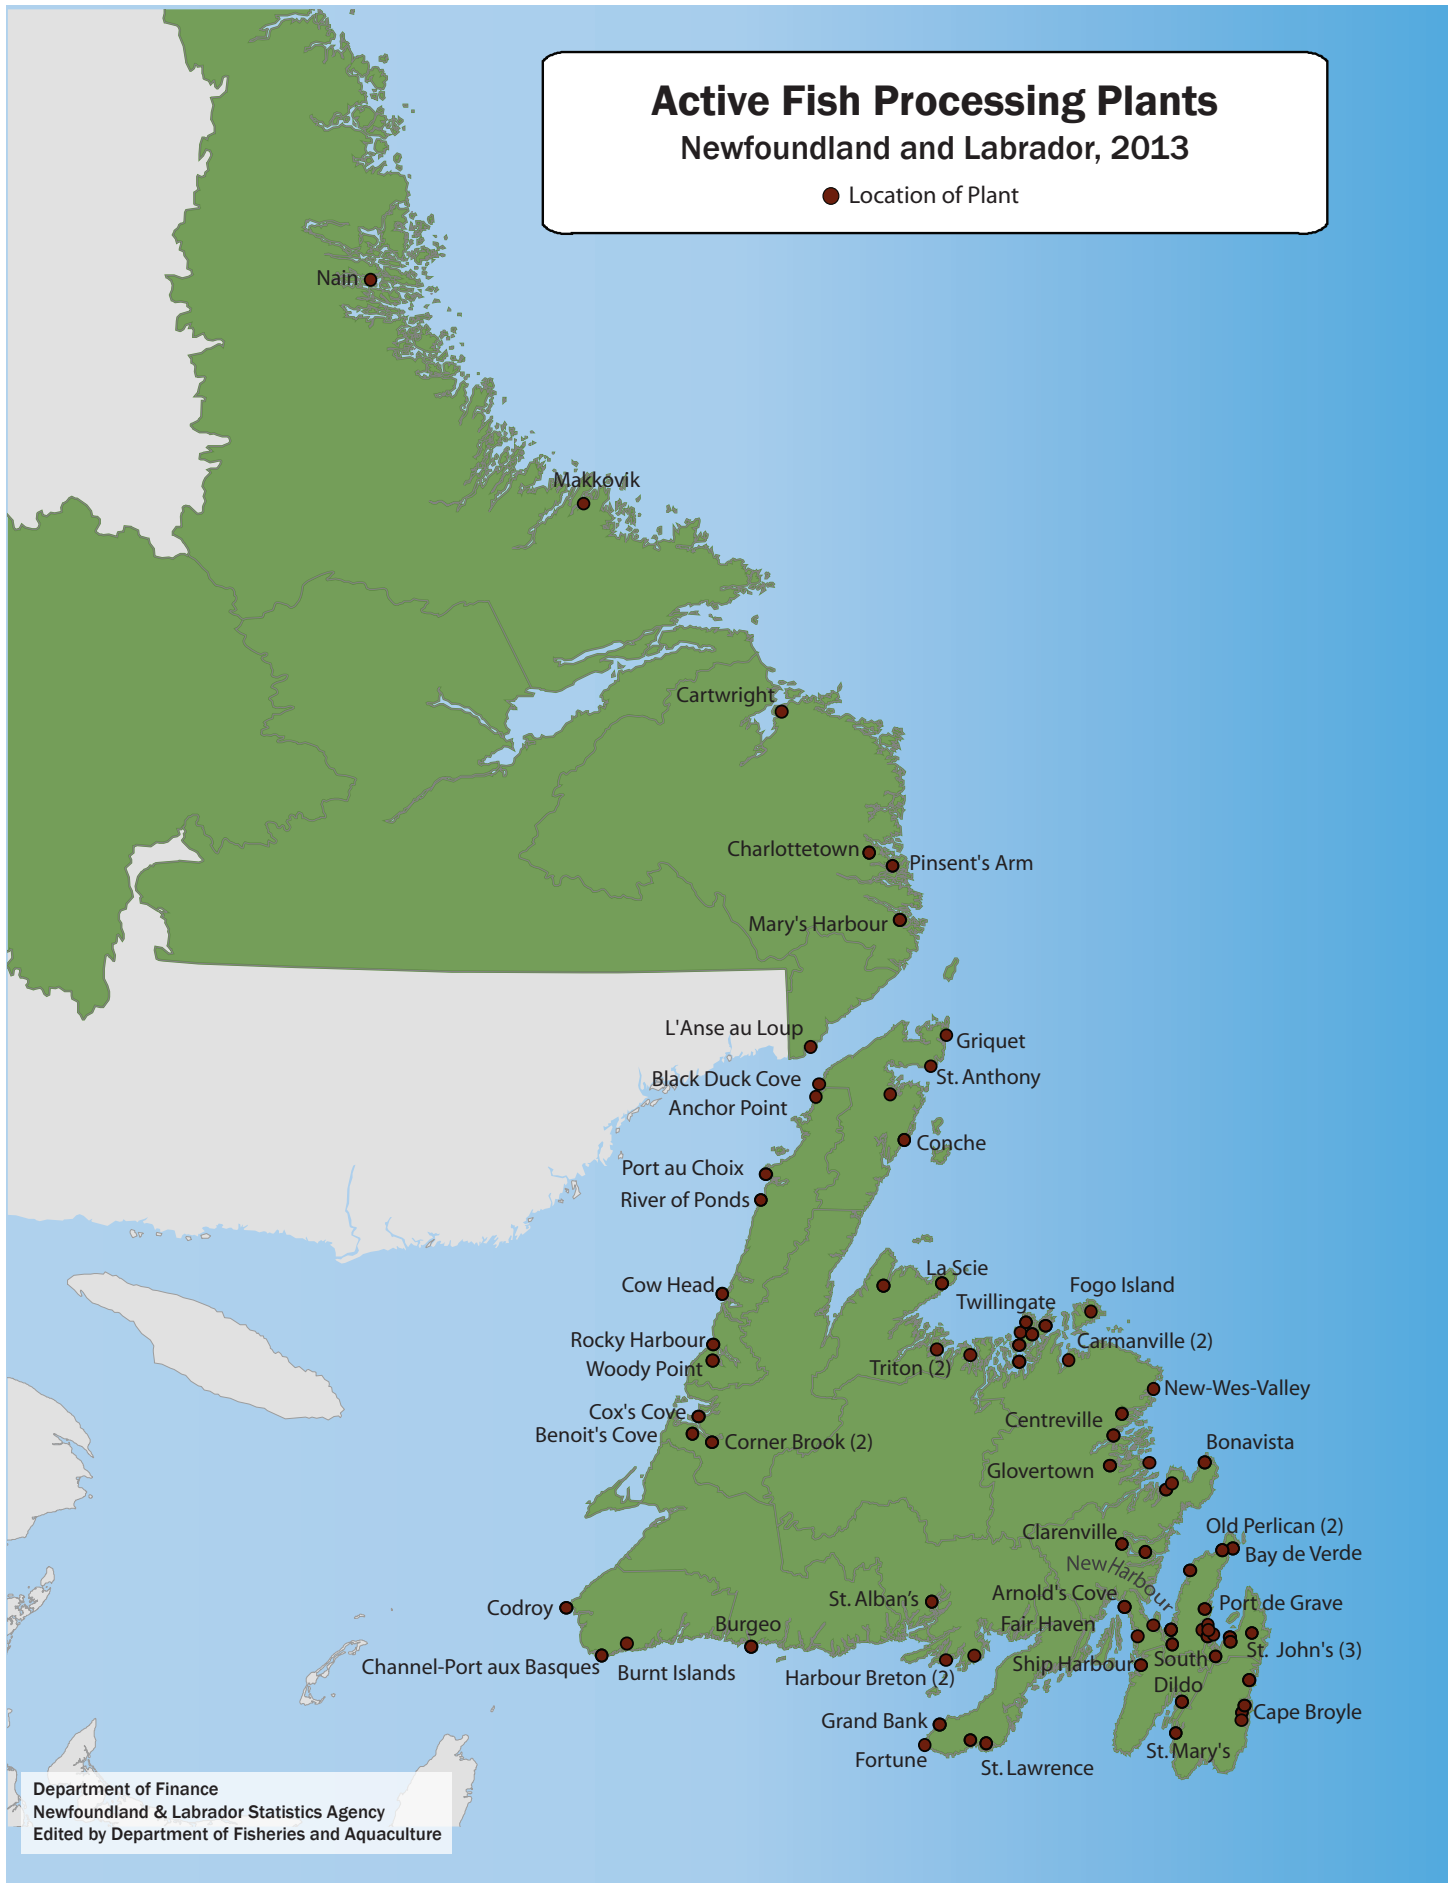 Active Fish Processing Plants
Newfoundland and Labrador, 2013
Location of Plant
Nain
Makkovik
Cartwright
Charlottetown
Pinsent's Arm
Mary's Harbour
L'Anse au Loup
Griquet
Black Duck Cove
St. Anthony
Anchor Point
Conche
Port au Choix
River of Ponds
La Scie
Cow Head
Fogo Island
Twillingate
Rocky Harbour
Carmanville (2)
Woody Point
Triton (2)
New-Wes-Valley
Cox's Cove
Centreville
Benoit's Cove
Corner Brook (2)
Bonavista
Glovertown
Old Perlican (2)
Clarenville
Bay de Verde
New Harbour
Arnold's Cove
St. Alban's
Port de Grave
Codroy
Burgeo
Fair Haven
St. John's (3)
Channel-Port aux Basques
Burnt Islands
Harbour Breton (2)
Ship Harbour
South
Dildo
Cape Broyle
Grand Bank
St. Mary's
Fortune
St. Lawrence
Department of Finance
Newfoundland & Labrador Statistics Agency
Edited by Department of Fisheries and Aquaculture